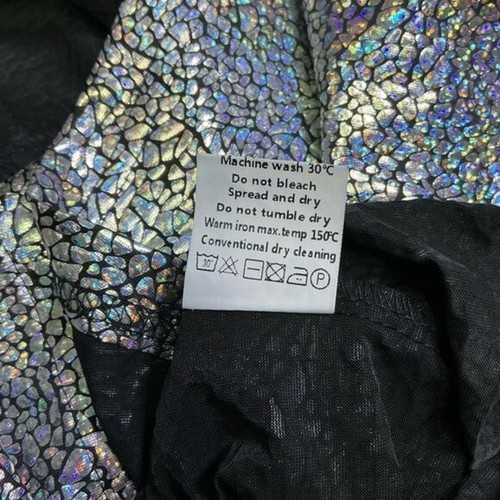 Machine wash 30℃
Do not bleach
Spread and dry
Do not tumble dry
Warm iron max.temp 150℃
Conventional dry cleaning
30° P